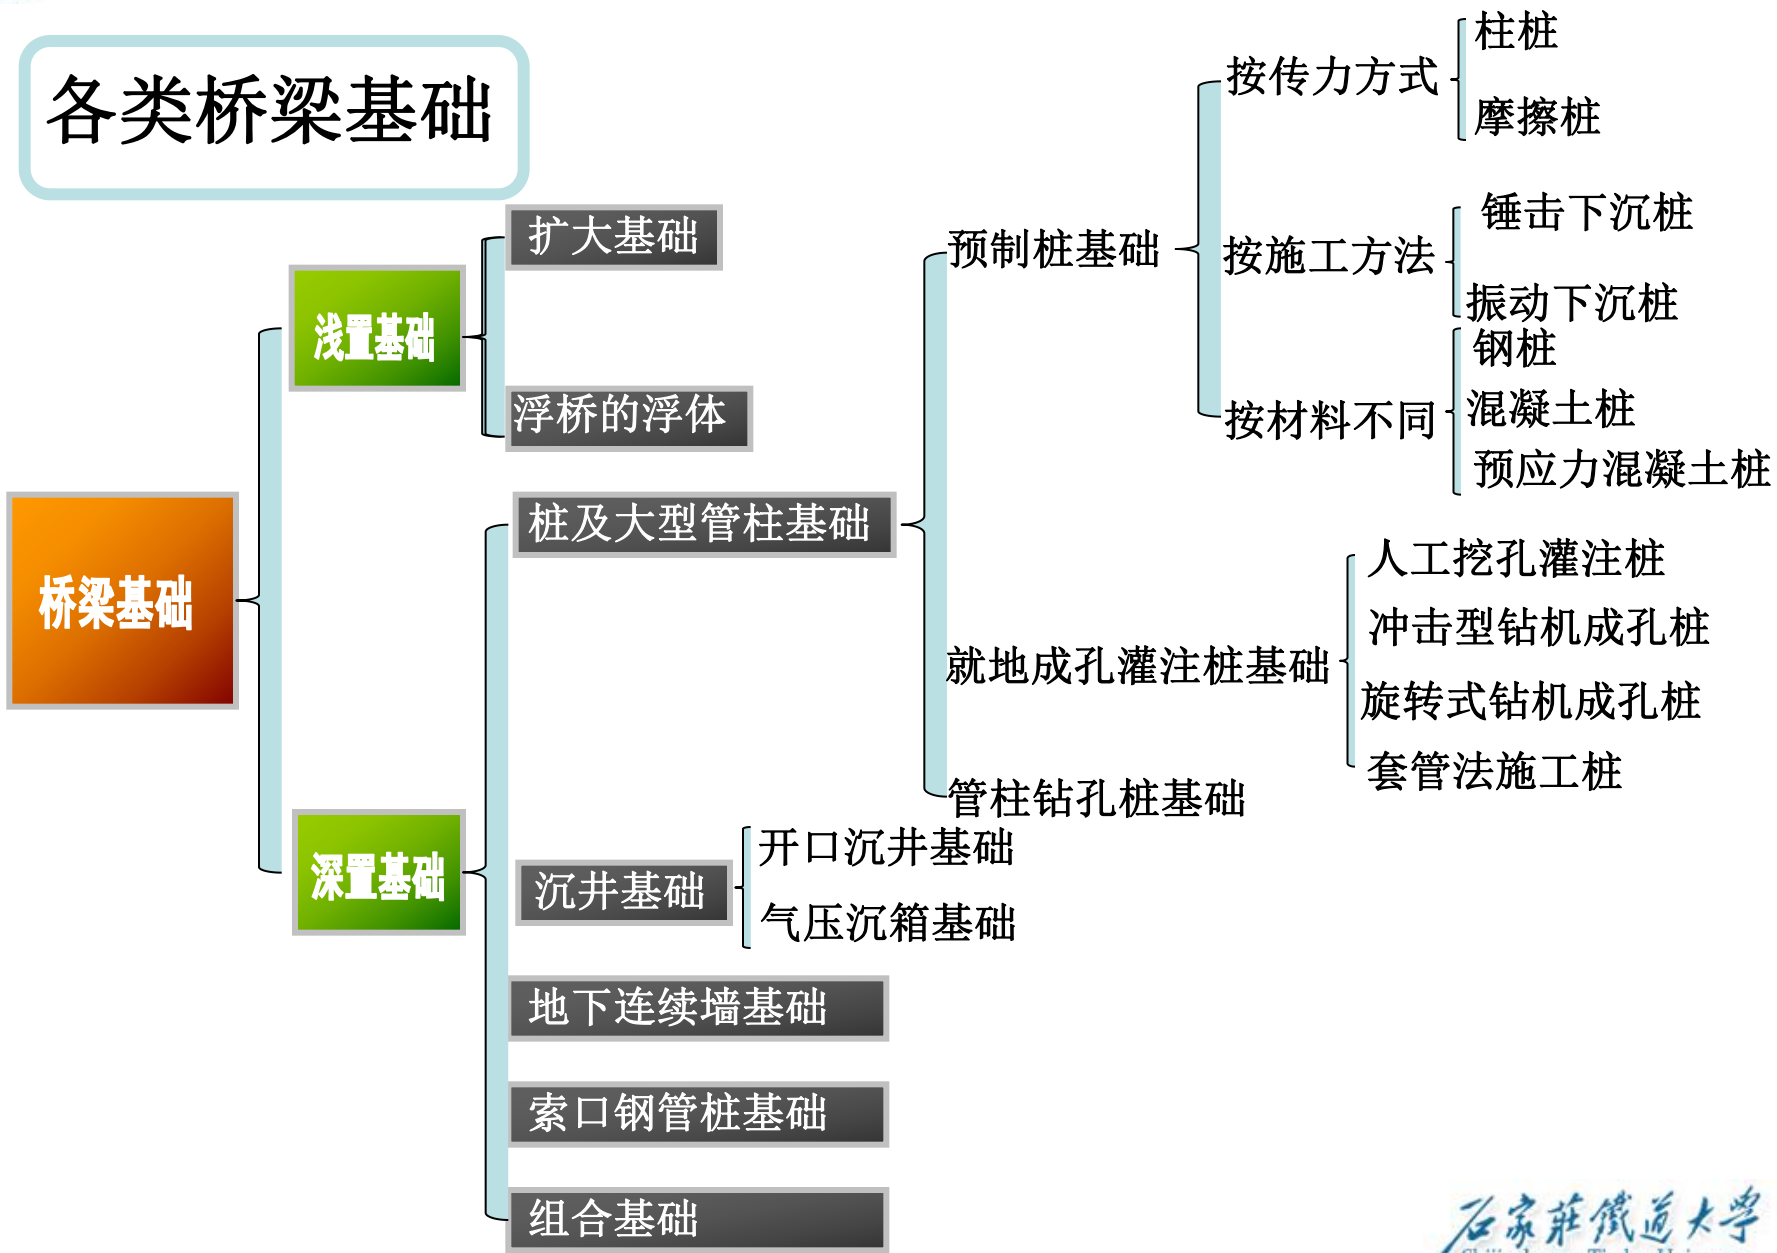 各类桥梁基础
桥梁基础
浅置基础
扩大基础
浮桥的浮体
深置基础
桩及大型管柱基础
预制桩基础
按传力方式
柱桩
摩擦桩
按施工方法
锤击下沉桩
振动下沉桩
按材料不同
钢桩
混凝土桩
预应力混凝土桩
就地成孔灌注桩基础
人工挖孔灌注桩
冲击型钻机成孔桩
旋转式钻机成孔桩
套管法施工桩
管柱钻孔桩基础
沉井基础
开口沉井基础
气压沉箱基础
地下连续墙基础
索口钢管桩基础
组合基础
石家莊鐵道大学